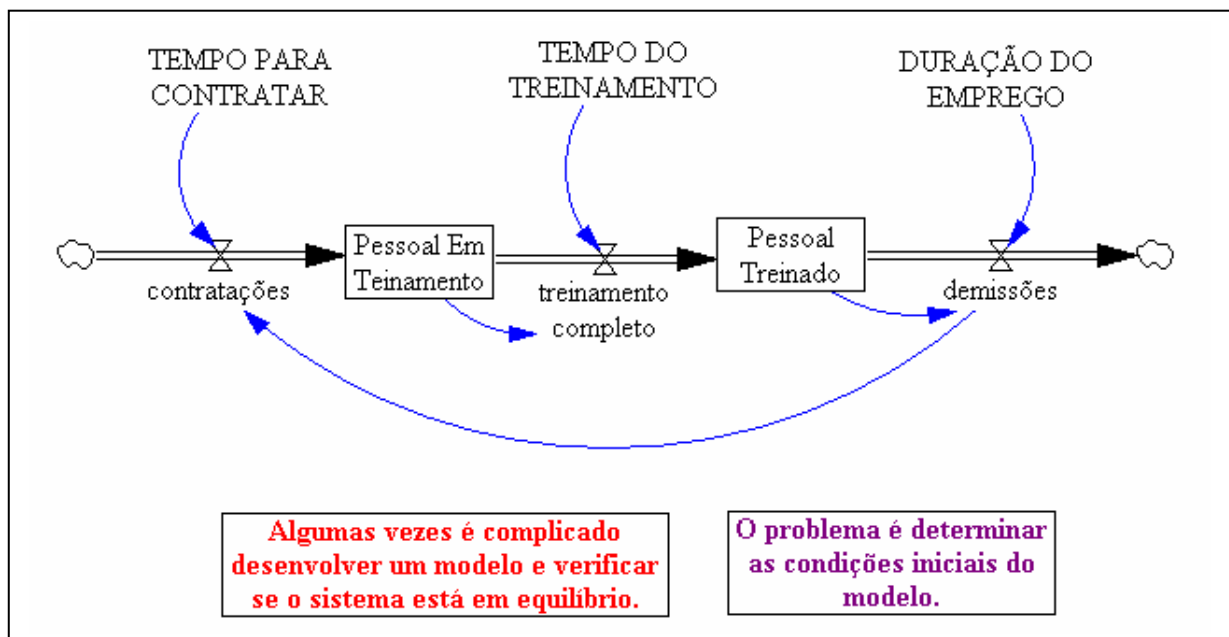 TEMPO PARA
CONTRATAR
TEMPO DO
TREINAMENTO
DURAÇÃO DO
EMPREGO
Pessoal Em
Teinamento
Pessoal
Treinado
contratações
treinamento
completo
demissões
Algumas vezes é complicado
desenvolver um modelo e verificar
se o sistema está em equilíbrio.
O problema é determinar
as condições iniciais do
modelo.